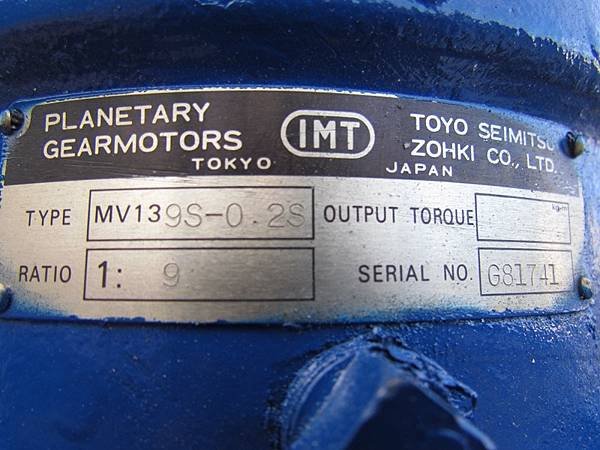 PLANETARY
GEARMOTORS
TOKYO
IMT
TOYO SEIMITSU
ZOHKI CO., LTD.
JAPAN
TYPE MV139S-0.2S OUTPUT TORQUE kg-m
RATIO 1: 9 SERIAL NO. G81741